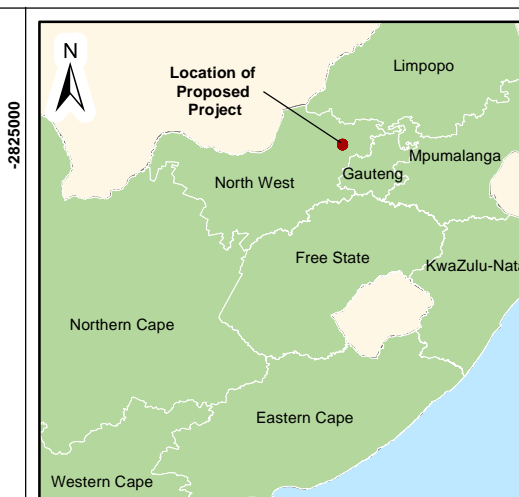 -2825000
N
Location of
Proposed
Project
Limpopo
Mpumalanga
Gauteng
North West
Free State
KwaZulu-Nata
Northern Cape
Eastern Cape
Western Cape